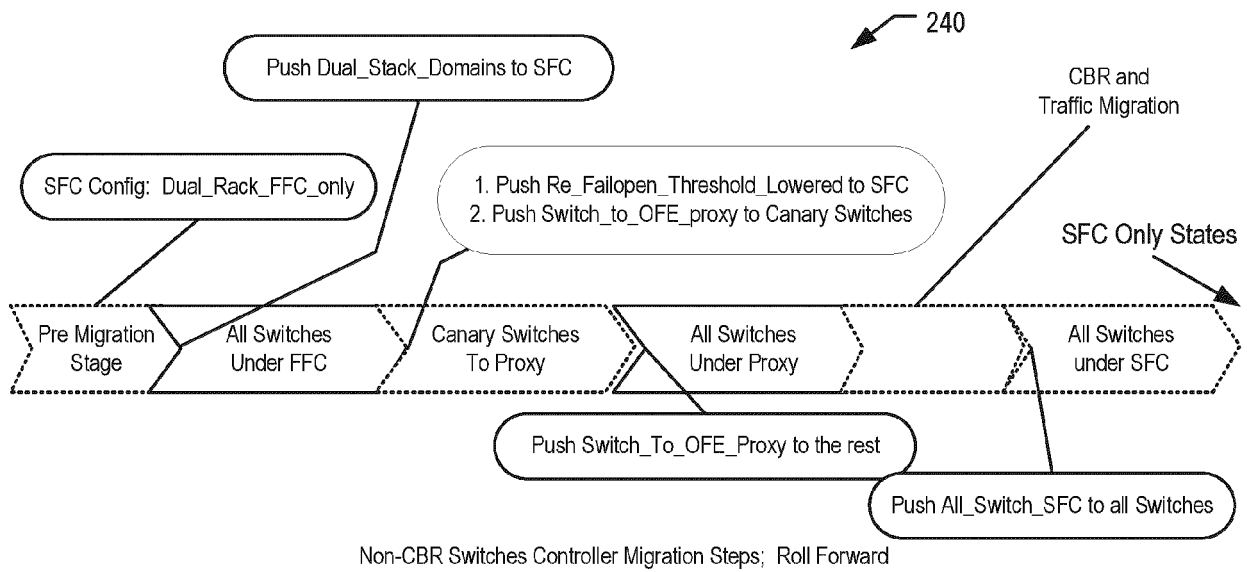 240
Push Dual_Stack_Domains to SFC
CBR and
Traffic Migration
SFC Config:  Dual_Rack_FFC_only
1. Push Re_Failopen_Threshold_Lowered to SFC
2. Push Switch_to_OFE_proxy to Canary Switches
SFC Only States
Pre Migration
Stage
All Switches
Under FFC
Canary Switches
To Proxy
All Switches
Under Proxy
All Switches
under SFC
Push Switch_To_OFE_Proxy to the rest
Push All_Switch_SFC to all Switches
Non-CBR Switches Controller Migration Steps;  Roll Forward